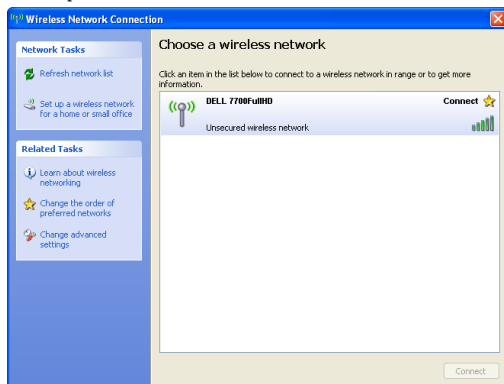 Wireless Network Connection
Network Tasks
Refresh network list
Set up a wireless network
for a home or small office
Related Tasks
Learn about wireless
networking
Change the order of
preferred networks
Change advanced
settings
Choose a wireless network
Click an item in the list below to connect to a wireless network in range or to get more
information.
DELL 7700FullHD
Connect
Unsecured wireless network
Connect